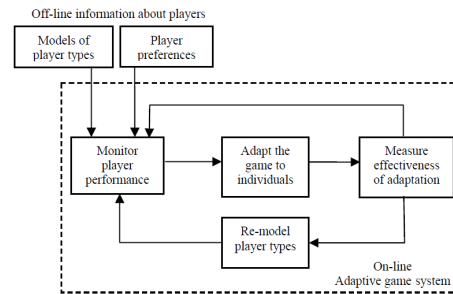 Off-line information about players
Models of
player types
Player
preferences
Monitor
player
performance
Adapt the
game to
individuals
Measure
effectiveness
of adaptation
Re-model
player types
On-line
Adaptive game system